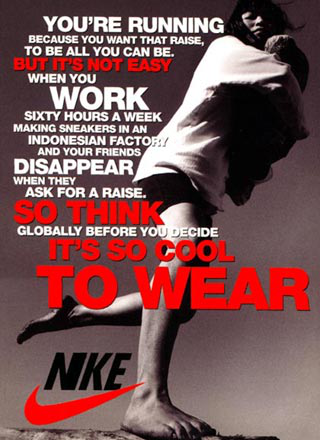 YOU'RE RUNNING
BECAUSE YOU WANT THAT RAISE,
TO BE ALL YOU CAN BE.
BUT IT'S NOT EASY
WHEN YOU
WORK
SIXTY HOURS A WEEK
MAKING SNEAKERS IN AN
INDONESIAN FACTORY
AND YOUR FRIENDS
DISAPPEAR
WHEN THEY
ASK FOR A RAISE.
SO THINK
GLOBALLY BEFORE YOU DECIDE
IT'S SO COOL
TO WEAR
NIKE